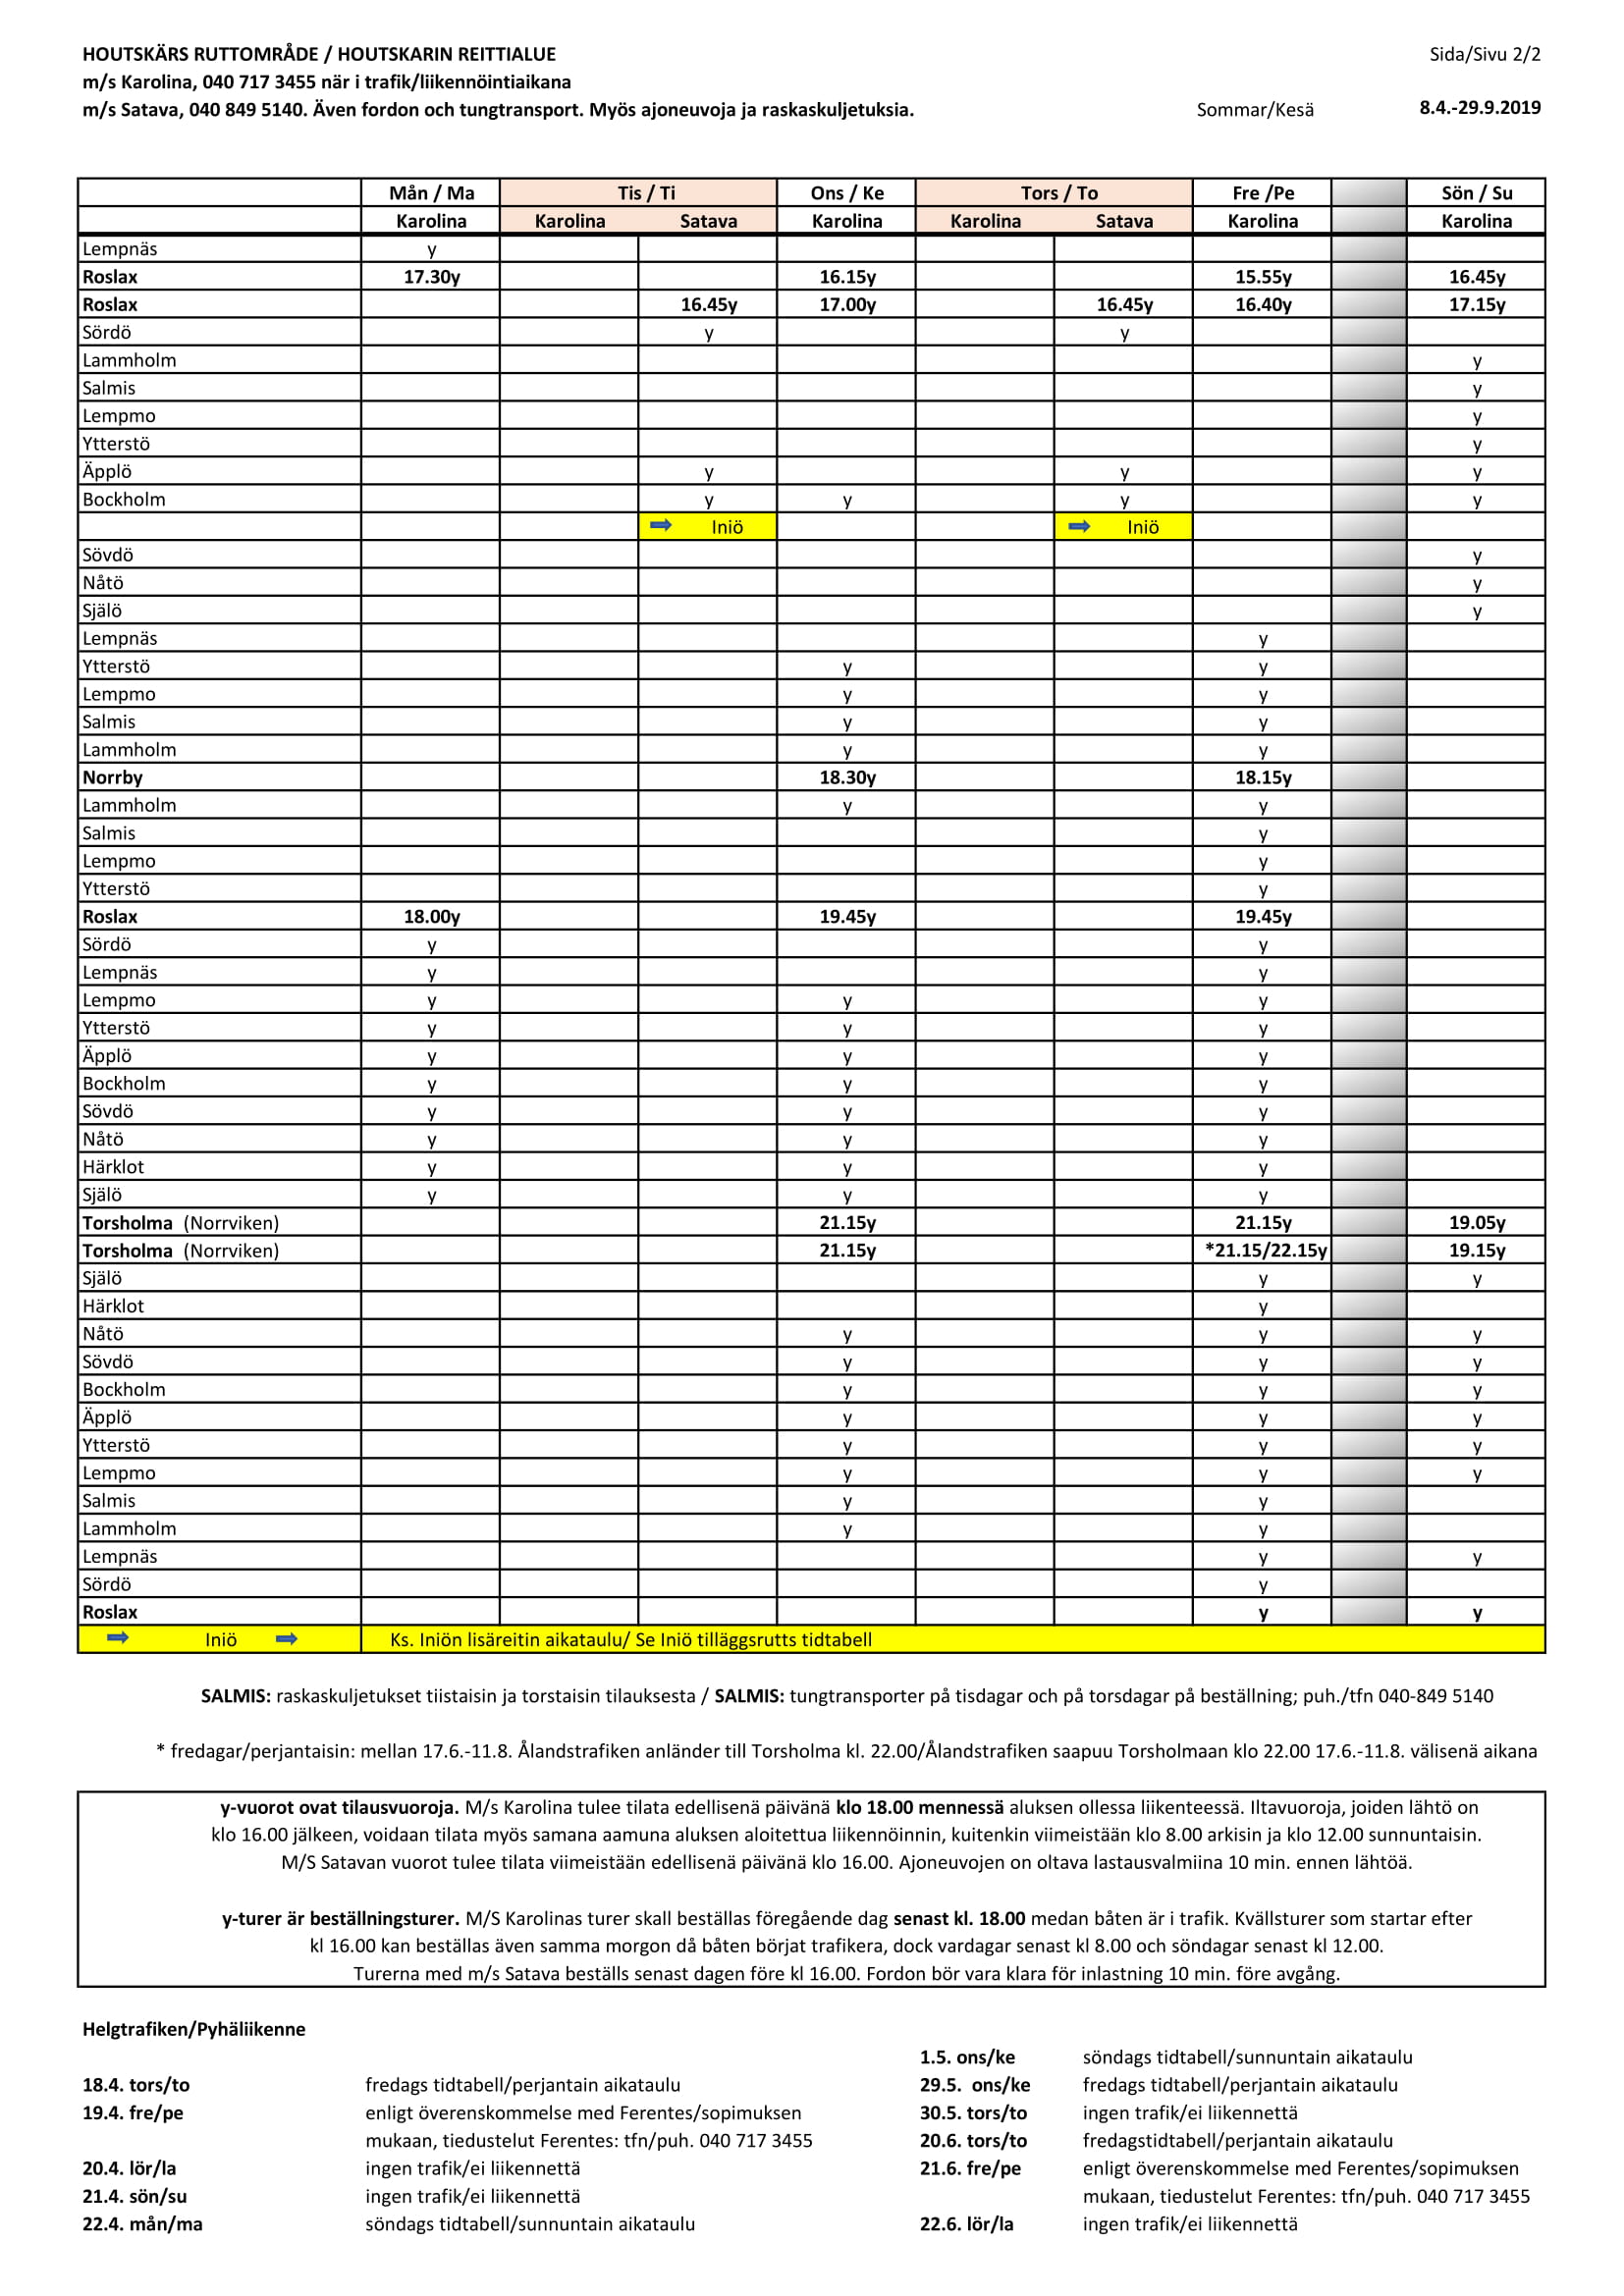 HOUTSKÄRS RUTTOMRÅDE / HOUTSKARIN REITTIALUE Sida/Sivu 2/2
m/s Karolina, 040 717 3455 när i trafik/liikennöintiaikana
m/s Satava, 040 849 5140. Även fordon och tungtransport. Myös ajoneuvoja ja raskaskuljetuksia. Sommar/Kesä 8.4.-29.9.2019
Mån / Ma Tis / Ti Ons / Ke Tors / To Fre /Pe Sön / Su
Karolina Karolina Satava Karolina Karolina Satava Karolina Karolina
Lempnäs y
Roslax 17.30y 16.15y 15.55y 16.45y
Roslax 16.45y 17.00y 16.45y 16.40y 17.15y
Sördö y y
Lammholm y
Salmis y
Lempmo y
Ytterstö y
Äpplö y y y
Bockholm y y y y
Iniö Iniö
Sövdö y
Nåtö y
Själö y
Lempnäs y
Ytterstö y y
Lempmo y y
Salmis y y
Lammholm y y
Norrby 18.30y 18.15y
Lammholm y y
Salmis y
Lempmo y
Ytterstö y
Roslax 18.00y 19.45y 19.45y
Sördö y y
Lempnäs y y
Lempmo y y y
Ytterstö y y y
Äpplö y y y
Bockholm y y y
Sövdö y y y
Nåtö y y y
Härklot y y y
Själö y y y
Torsholma (Norrviken) 21.15y 21.15y 19.05y
Torsholma (Norrviken) 21.15y *21.15/22.15y 19.15y
Själö y y
Härklot y
Nåtö y y y
Sövdö y y y
Bockholm y y y
Äpplö y y y
Ytterstö y y y
Lempmo y y y
Salmis y y
Lammholm y y
Lempnäs y y
Sördö y
Roslax y y
Iniö Ks. Iniön lisäreitin aikataulu/ Se Iniö tilläggsrutts tidtabell
SALMIS: raskaskuljetukset tiistaisin ja torstaisin tilauksesta / SALMIS: tungtransporter på tisdagar och på torsdagar på beställning; puh./tfn 040-849 5140
* fredagar/perjantaisin: mellan 17.6.-11.8. Ålandstrafiken anländer till Torsholma kl. 22.00/Ålandstrafiken saapuu Torsholmaan klo 22.00 17.6.-11.8. välisenä aikana
y-vuorot ovat tilausvuoroja. M/s Karolina tulee tilata edellisenä päivänä klo 18.00 mennessä aluksen ollessa liikenteessä. Iltavuoroja, joiden lähtö on
klo 16.00 jälkeen, voidaan tilata myös samana aamuna aluksen aloitettua liikennöinnin, kuitenkin viimeistään klo 8.00 arkisin ja klo 12.00 sunnuntaisin.
M/S Satavan vuorot tulee tilata viimeistään edellisenä päivänä klo 16.00. Ajoneuvojen on oltava lastausvalmiina 10 min. ennen lähtöä.
y-turer är beställningsturer. M/S Karolinas turer skall beställas föregående dag senast kl. 18.00 medan båten är i trafik. Kvällsturer som startar efter
kl 16.00 kan beställas även samma morgon då båten börjat trafikera, dock vardagar senast kl 8.00 och söndagar senast kl 12.00.
Turerna med m/s Satava beställs senast dagen före kl 16.00. Fordon bör vara klara för inlastning 10 min. före avgång.
Helgtrafiken/Pyhäliikenne
1.5. ons/ke söndags tidtabell/sunnuntain aikataulu
18.4. tors/to fredags tidtabell/perjantain aikataulu 29.5. ons/ke fredags tidtabell/perjantain aikataulu
19.4. fre/pe enligt överenskommelse med Ferentes/sopimuksen 30.5. tors/to ingen trafik/ei liikennettä
mukaan, tiedustelut Ferentes: tfn/puh. 040 717 3455 20.6. tors/to fredagstidtabell/perjantain aikataulu
20.4. lör/la ingen trafik/ei liikennettä 21.6. fre/pe enligt överenskommelse med Ferentes/sopimuksen
21.4. sön/su ingen trafik/ei liikennettä mukaan, tiedustelut Ferentes: tfn/puh. 040 717 3455
22.4. mån/ma söndags tidtabell/sunnuntain aikataulu 22.6. lör/la ingen trafik/ei liikennettä